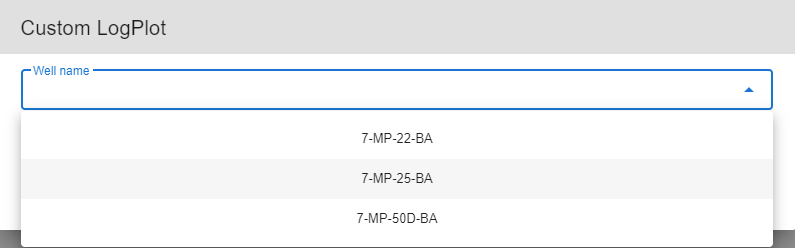 Custom LogPlot
Well name
7-MP-22-BA
7-MP-25-BA
7-MP-50D-BA